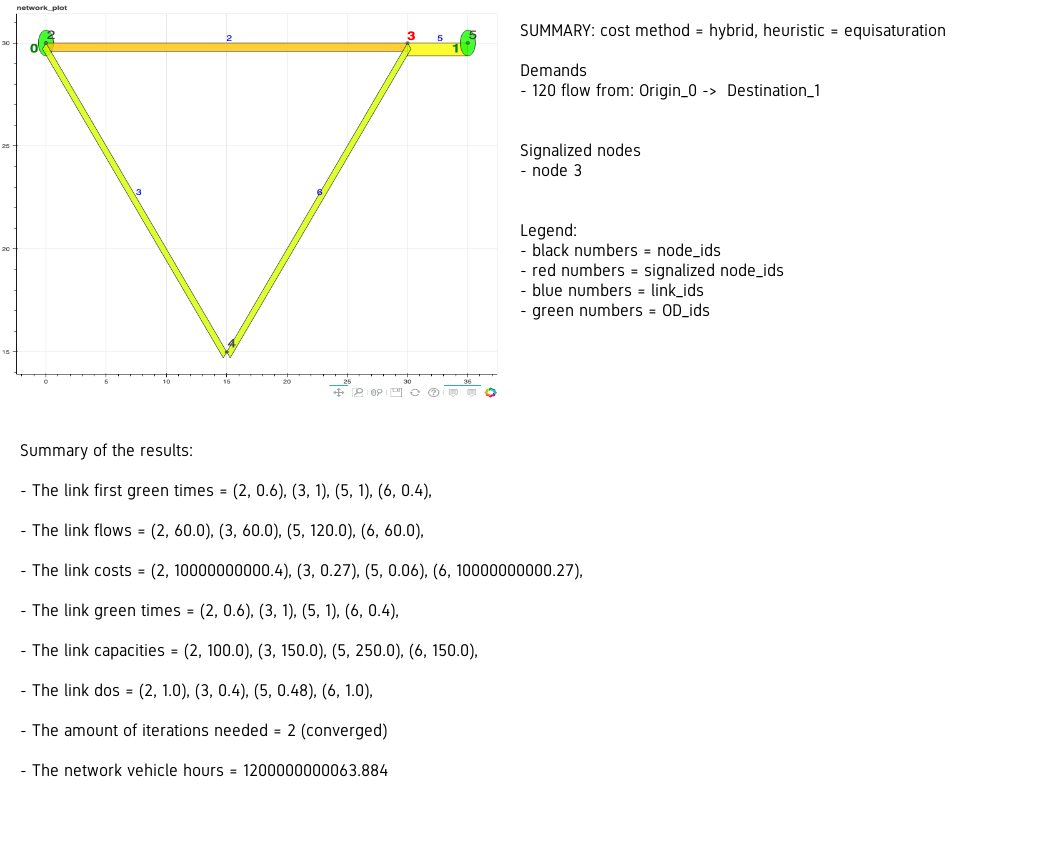 network_plot
2
0
2
3
5
1
5
3
6
4
30
25
20
15
0
5
10
15
20
25
30
35
SUMMARY: cost method = hybrid, heuristic = equisaturation
Demands
- 120 flow from: Origin_0 -> Destination_1
Signalized nodes
- node 3
Legend:
- black numbers = node_ids
- red numbers = signalized node_ids
- blue numbers = link_ids
- green numbers = OD_ids
Summary of the results:
- The link first green times = (2, 0.6), (3, 1), (5, 1), (6, 0.4),
- The link flows = (2, 60.0), (3, 60.0), (5, 120.0), (6, 60.0),
- The link costs = (2, 10000000000.4), (3, 0.27), (5, 0.06), (6, 10000000000.27),
- The link green times = (2, 0.6), (3, 1), (5, 1), (6, 0.4),
- The link capacities = (2, 100.0), (3, 150.0), (5, 250.0), (6, 150.0),
- The link dos = (2, 1.0), (3, 0.4), (5, 0.48), (6, 1.0),
- The amount of iterations needed = 2 (converged)
- The network vehicle hours = 1200000000063.884